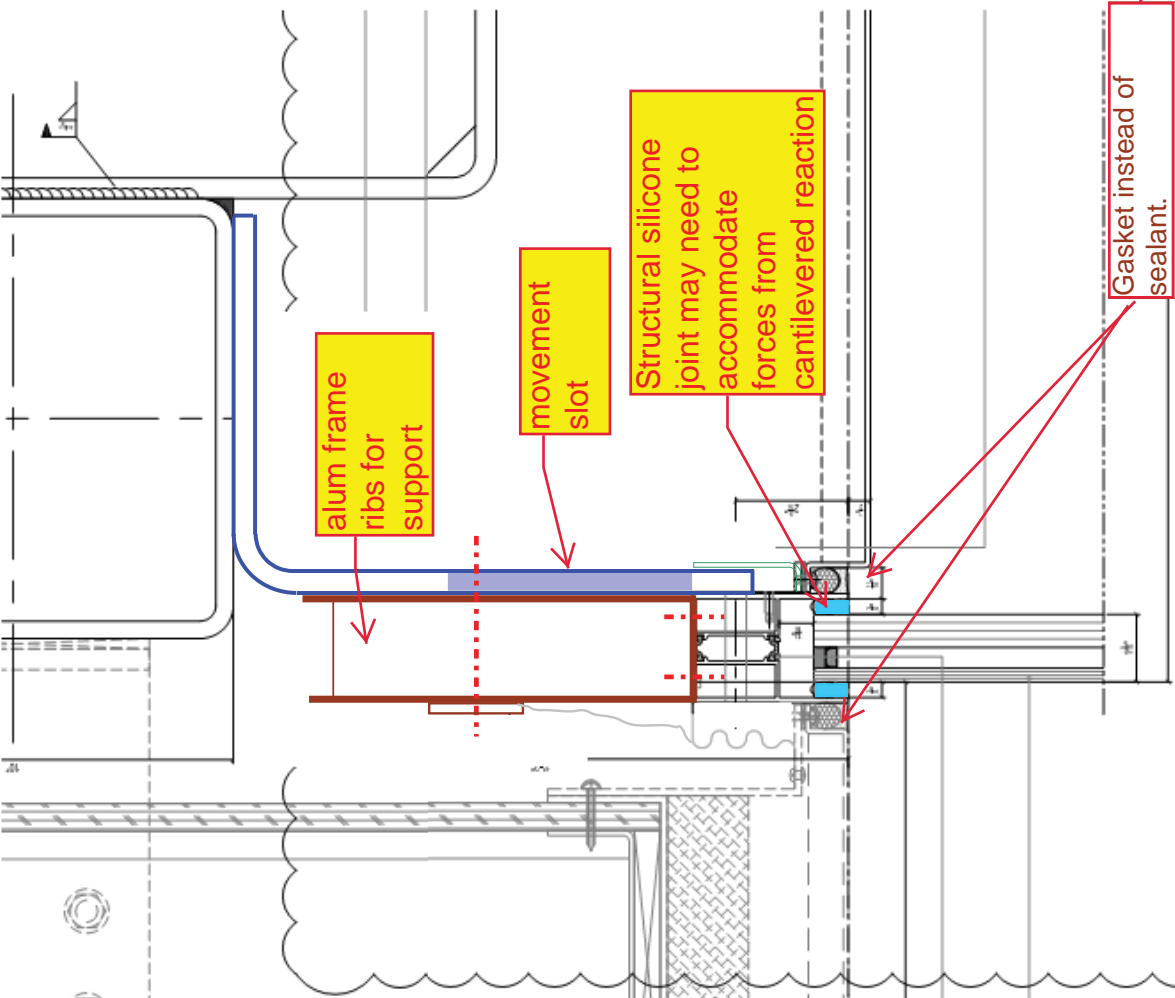 alum frame
ribs for
support
movement
slot
Structural silicone
joint may need to
accommodate
forces from
cantilevered reaction
Gasket instead of
sealant.